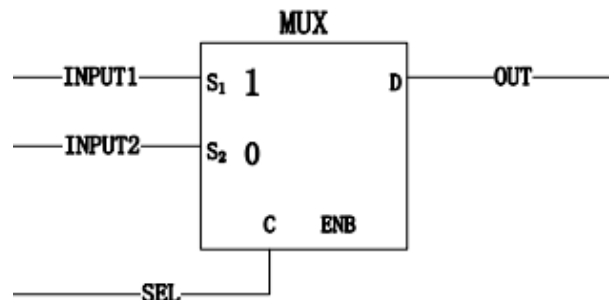 MUX
INPUT1 S₁ 1 D OUT
INPUT2 S₂ 0
C ENB
SEL